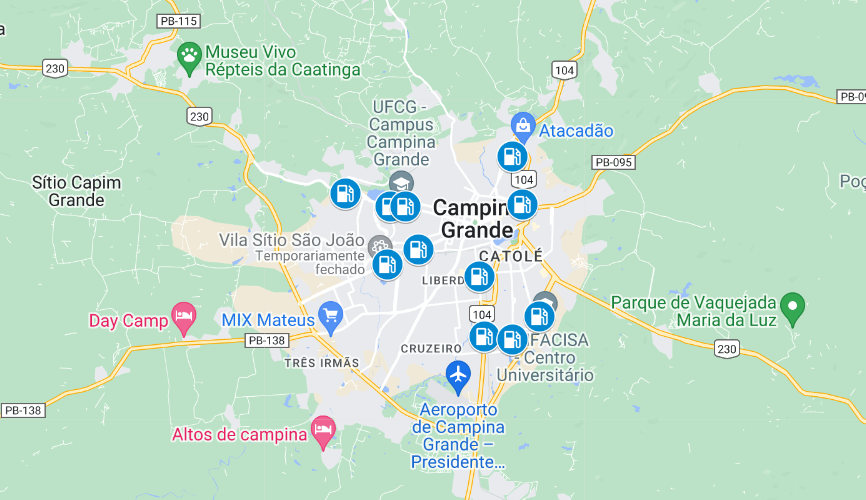 PB-115
Museu Vivo
Répteis da Caatinga
230
104
PB-09
230
UFCG -
Campus
Campina
Grande
Atacadão
PB-095
104
Sítio Capim
Grande
Poç
Campin
Grande
Vila Sítio São João
Temporariamente
fechado
CATOLÉ
LIBERD
Parque de Vaquejada
Maria da Luz
Day Camp
MIX Mateus
104
PB-138
CRUZEIRO
FACISA
Centro
Universitário
230
TRÊS IRMÃS
PB-138
Aeroporto
de Campina
Grande –
Presidente...
Altos de campina